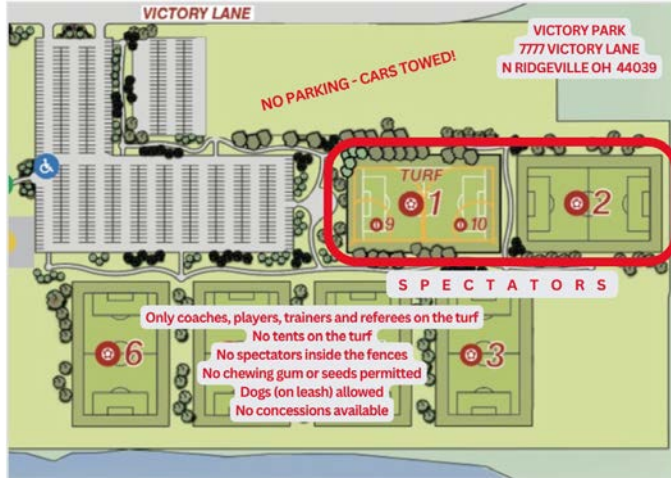 VICTORY LANE
VICTORY PARK
7777 VICTORY LANE
N RIDGEVILLE OH 44039
NO PARKING - CARS TOWED!
TURF
1
2
9
10
SPECTATORS
Only coaches, players, trainers and referees on the turf
No tents on the turf
No spectators inside the fences
No chewing gum or seeds permitted
Dogs (on leash) allowed
No concessions available
6
3